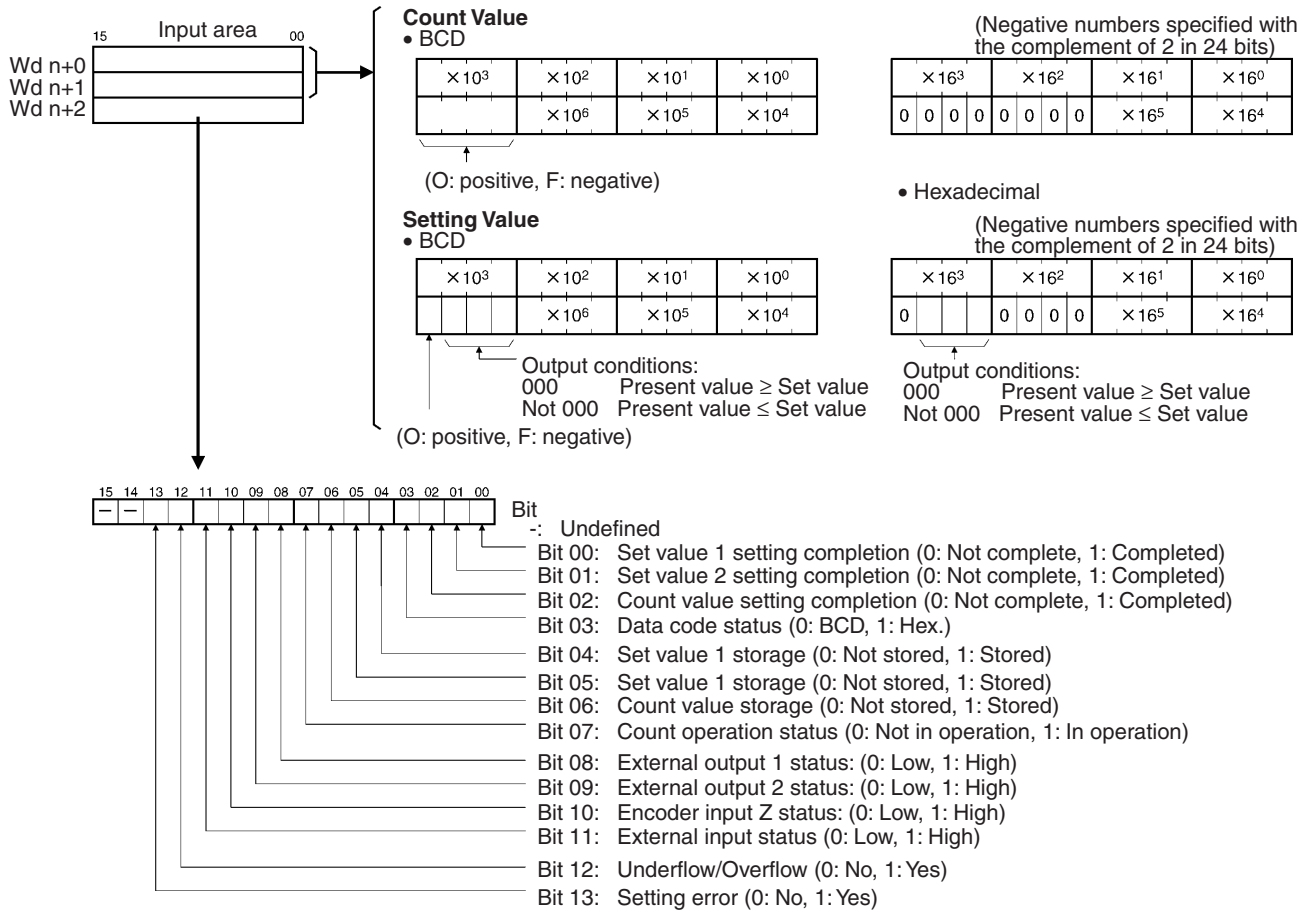 Input area
15 00
Wd n+0
Wd n+1
Wd n+2
Count Value
• BCD
×10³ ×10² ×10¹ ×10⁰
×10⁶ ×10⁵ ×10⁴
(O: positive, F: negative)
(Negative numbers specified with
the complement of 2 in 24 bits)
×16³ ×16² ×16¹ ×16⁰
0 0 0 0 0 0 0 0 ×16⁵ ×16⁴
Setting Value
• BCD
×10³ ×10² ×10¹ ×10⁰
×10⁶ ×10⁵ ×10⁴
Output conditions:
000 Present value ≥ Set value
Not 000 Present value ≤ Set value
(O: positive, F: negative)
• Hexadecimal
(Negative numbers specified with
the complement of 2 in 24 bits)
×16³ ×16² ×16¹ ×16⁰
0 0 0 0 0 ×16⁵ ×16⁴
Output conditions:
000 Present value ≥ Set value
Not 000 Present value ≤ Set value
15 14 13 12 11 10 09 08 07 06 05 04 03 02 01 00
– – Bit
-: Undefined
Bit 00: Set value 1 setting completion (0: Not complete, 1: Completed)
Bit 01: Set value 2 setting completion (0: Not complete, 1: Completed)
Bit 02: Count value setting completion (0: Not complete, 1: Completed)
Bit 03: Data code status (0: BCD, 1: Hex.)
Bit 04: Set value 1 storage (0: Not stored, 1: Stored)
Bit 05: Set value 1 storage (0: Not stored, 1: Stored)
Bit 06: Count value storage (0: Not stored, 1: Stored)
Bit 07: Count operation status (0: Not in operation, 1: In operation)
Bit 08: External output 1 status: (0: Low, 1: High)
Bit 09: External output 2 status: (0: Low, 1: High)
Bit 10: Encoder input Z status: (0: Low, 1: High)
Bit 11: External input status (0: Low, 1: High)
Bit 12: Underflow/Overflow (0: No, 1: Yes)
Bit 13: Setting error (0: No, 1: Yes)